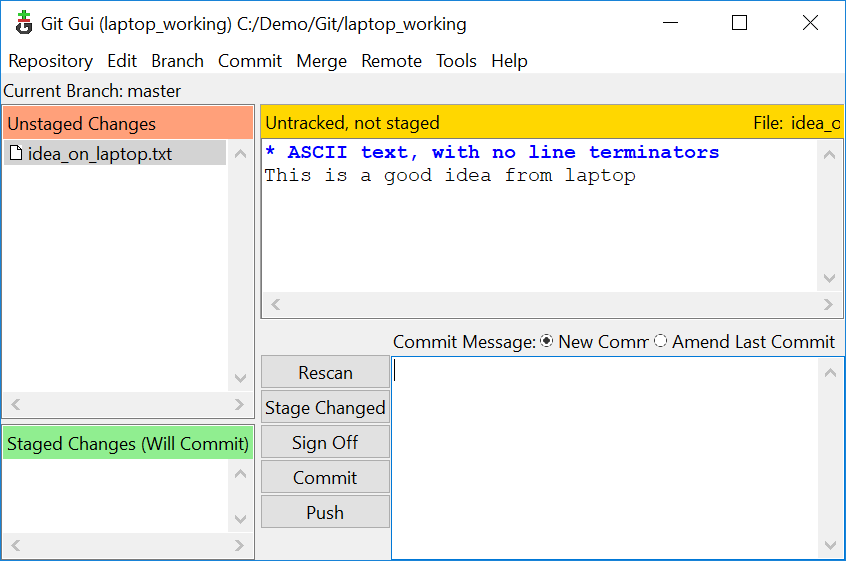 Git Gui (laptop_working) C:/Demo/Git/laptop_working
Repository Edit Branch Commit Merge Remote Tools Help
Current Branch: master
Unstaged Changes
idea_on_laptop.txt
Untracked, not staged File: idea_o
* ASCII text, with no line terminators
This is a good idea from laptop
Staged Changes (Will Commit)
Commit Message: New Comm Amend Last Commit
Rescan
Stage Changed
Sign Off
Commit
Push